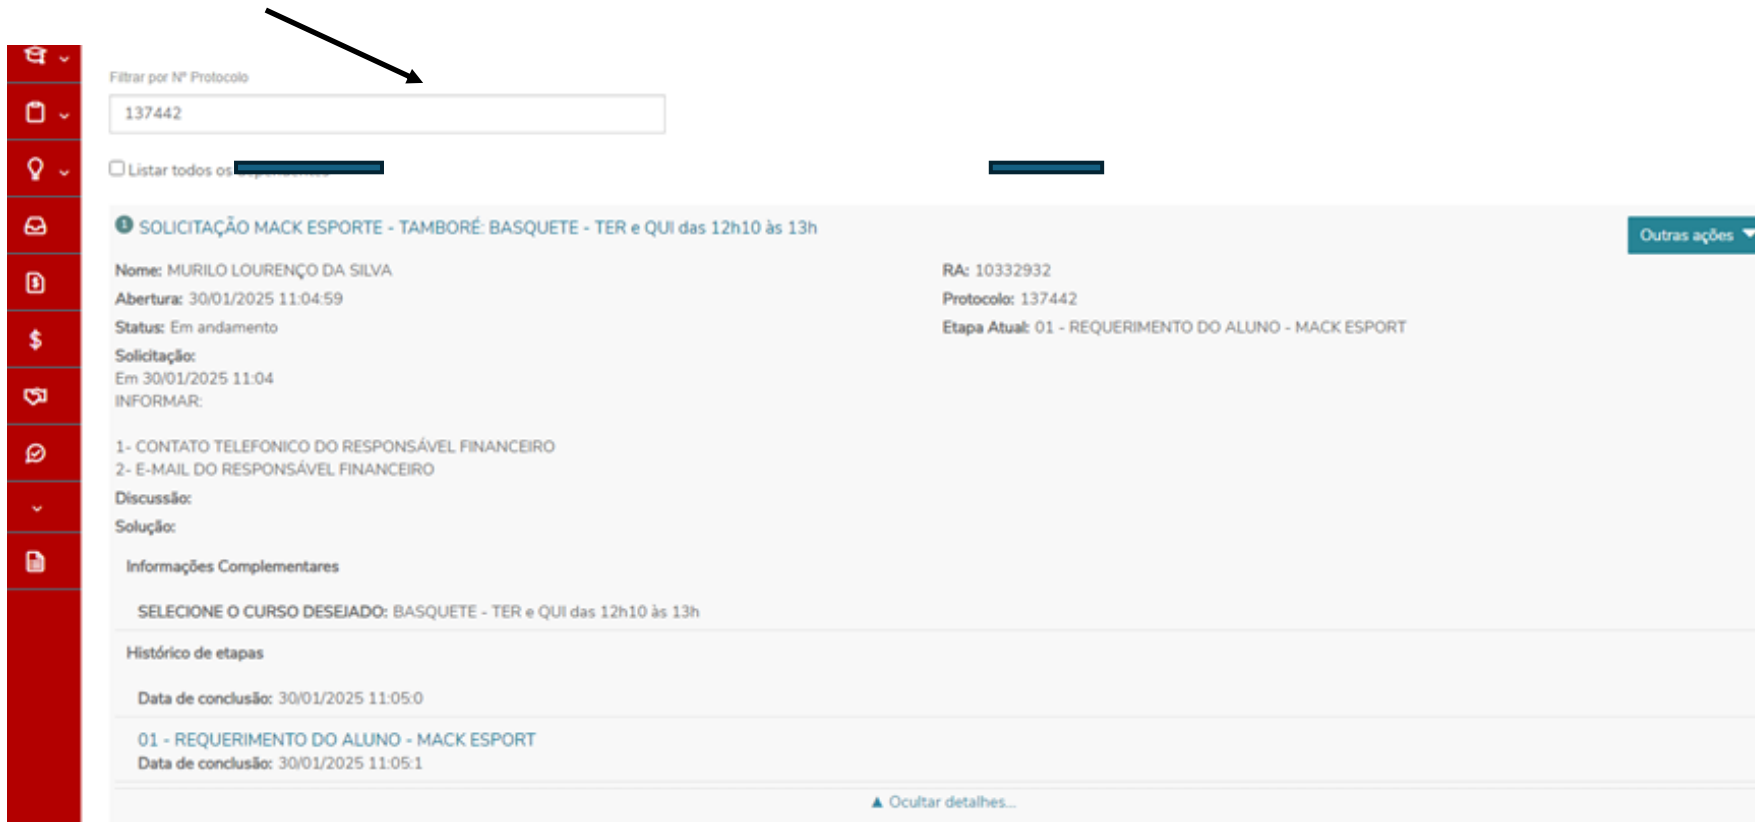 Filtrar por Nº Protocolo
137442
Listar todos os
1 SOLICITAÇÃO MACK ESPORTE - TAMBORÉ: BASQUETE - TER e QUI das 12h10 às 13h
Outras ações
Nome: MURILO LOURENÇO DA SILVA
RA: 10332932
Abertura: 30/01/2025 11:04:59
Protocolo: 137442
Status: Em andamento
Etapa Atual: 01 - REQUERIMENTO DO ALUNO - MACK ESPORT
Solicitação:
Em 30/01/2025 11:04
INFORMAR:
1- CONTATO TELEFONICO DO RESPONSÁVEL FINANCEIRO
2- E-MAIL DO RESPONSÁVEL FINANCEIRO
Discussão:
Solução:
Informações Complementares
SELECIONE O CURSO DESEJADO: BASQUETE - TER e QUI das 12h10 às 13h
Histórico de etapas
Data de conclusão: 30/01/2025 11:05:0
01 - REQUERIMENTO DO ALUNO - MACK ESPORT
Data de conclusão: 30/01/2025 11:05:1
▲ Ocultar detalhes...